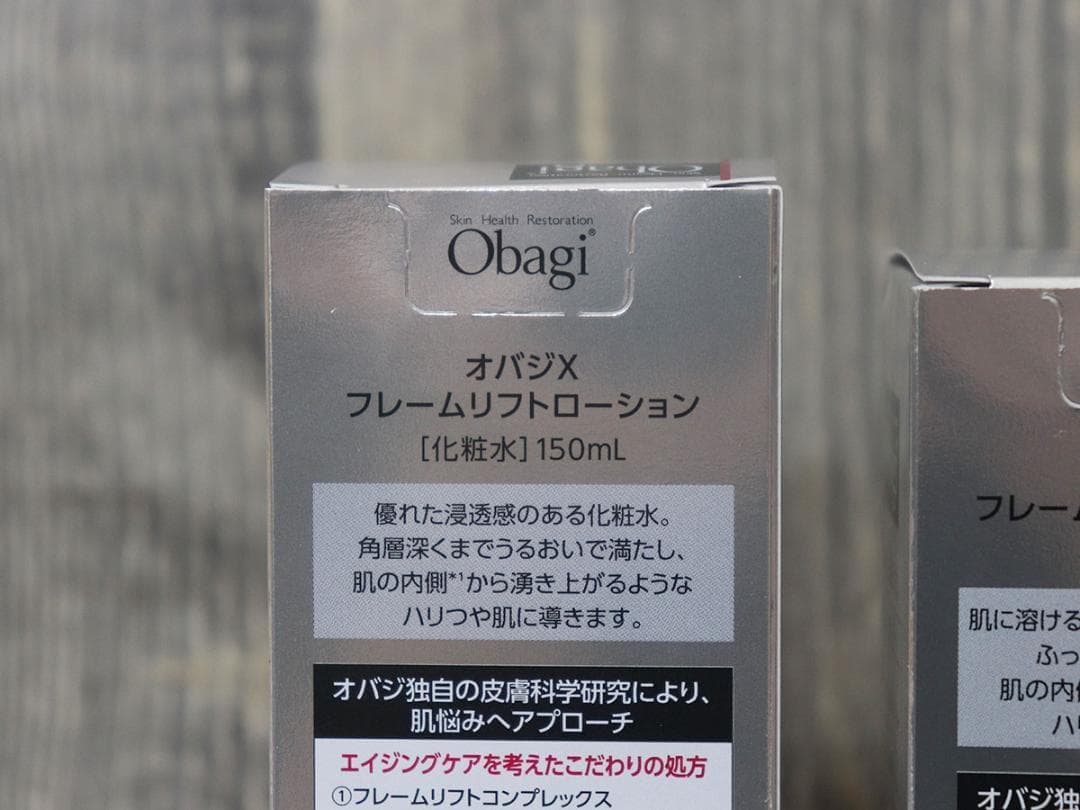 Skin Health Restoration
Obagi®
オバジX
フレームリフトローション
[化粧水]150mL
優れた浸透感のある化粧水。
角層深くまでうるおいで満たし、
肌の内側*1から湧き上がるような
ハリつや肌に導きます。
オバジ独自の皮膚科学研究により、
肌悩みへアプローチ
エイジングケアを考えたこだわりの処方
①フレームリフトコンプレックス
フレー
肌に溶ける
ふっ
肌の内
ハリ
オバジ独